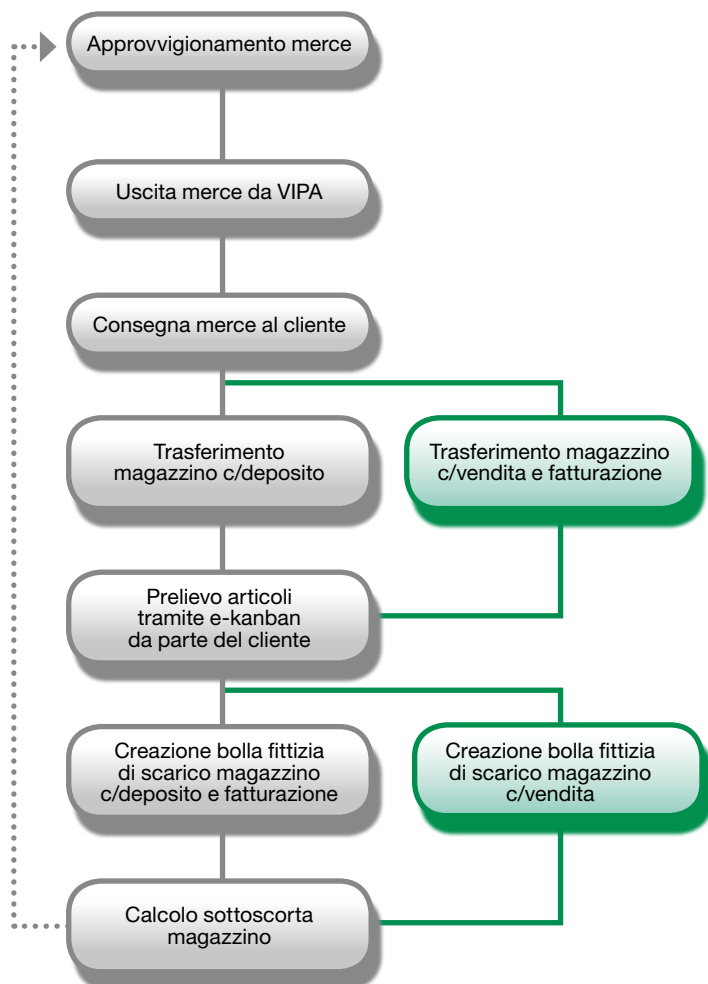 Approvvigionamento merce
Uscita merce da VIPA
Consegna merce al cliente
Trasferimento
magazzino c/deposito
Trasferimento magazzino
c/vendita e fatturazione
Prelievo articoli
tramite e-kanban
da parte del cliente
Creazione bolla fittizia
di scarico magazzino
c/deposito e fatturazione
Creazione bolla fittizia
di scarico magazzino
c/vendita
Calcolo sottoscorta
magazzino